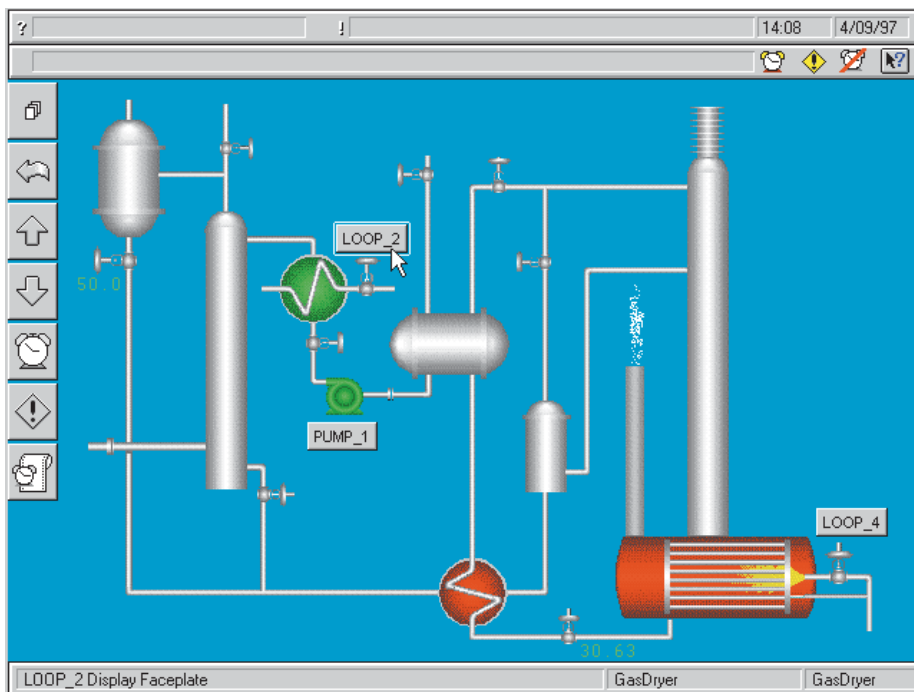 ? ! 14:08 4/09/97
LOOP_2
50.0
PUMP_1
LOOP_4
30.63
LOOP_2 Display Faceplate GasDryer GasDryer